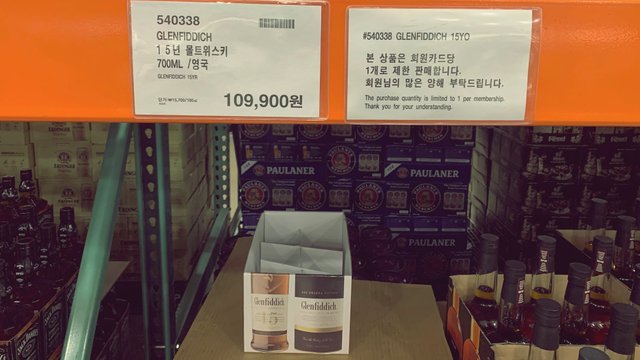 540338
GLENFIDDICH
15년 몰트위스키
700ML /영국
GLENFIDDICH 15YR
109,900원
#540338 GLENFIDDICH 15YO
본 상품은 회원카드당
1개로 제한 판매합니다.
회원님의 많은 양해 부탁드립니다.
The purchase quantity is limited to 1 per membership.
Thank you for your understanding.
PAULANER
PAULANER
PAULANER
Glenfiddich
15
Glenfiddich